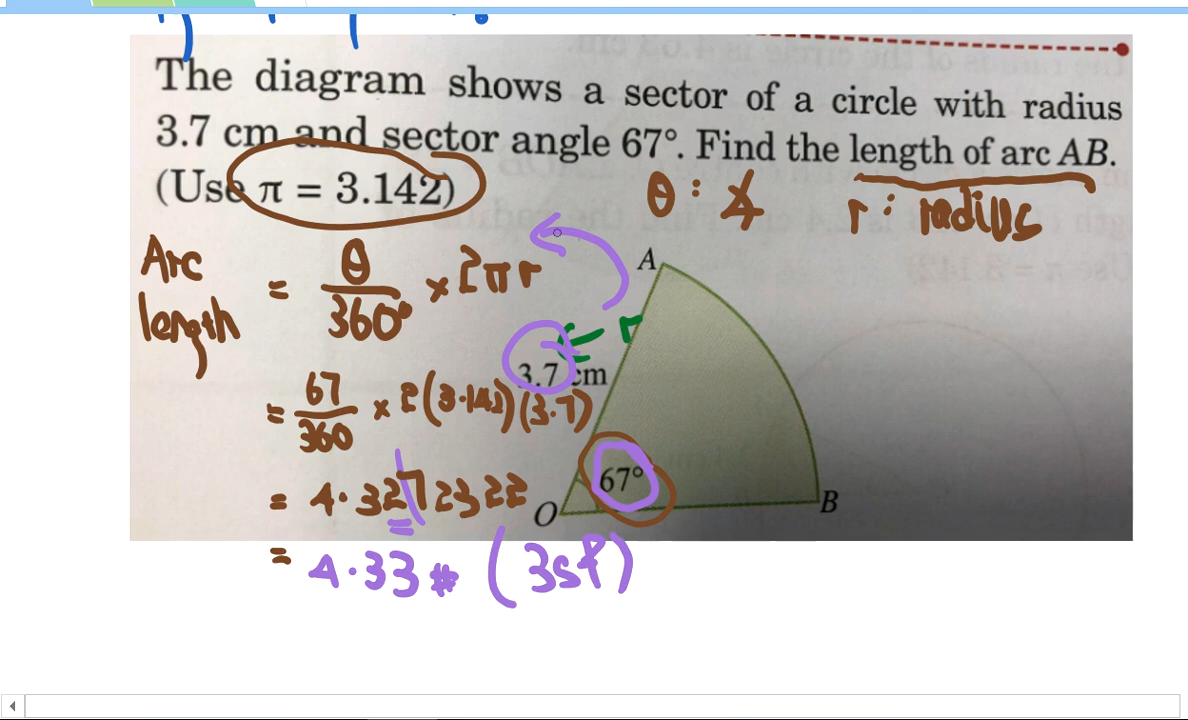 The diagram shows a sector of a circle with radius
3.7 cm and sector angle 67°. Find the length of arc AB.
(Use π = 3.142)
θ : ∡ r : radius
Arc length = θ/360° × 2πr
A
r
3.7 cm
= 67/360 × 2(3.142)(3.7)
67°
= 4.3272322
O
B
= 4.33 # (3sf)